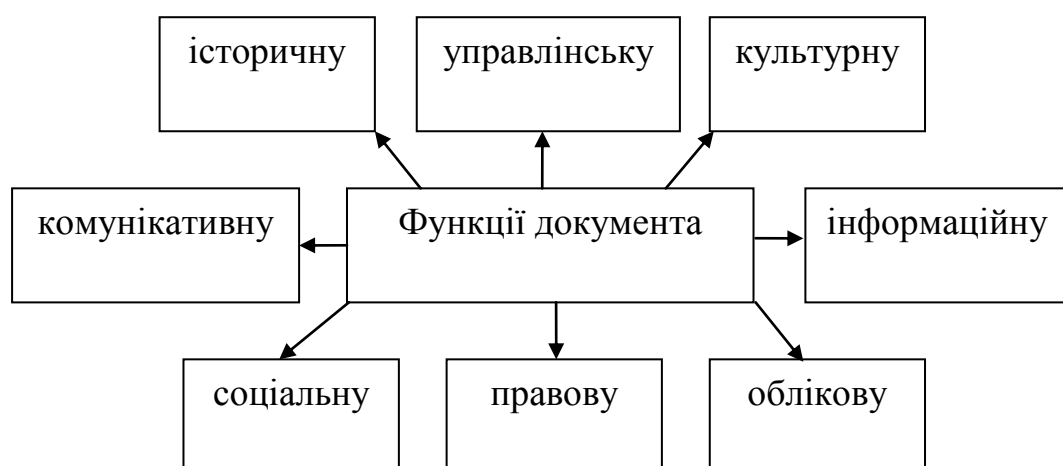 історичну
управлінську
культурну
комунікативну
Функції документа
інформаційну
соціальну
правову
облікову